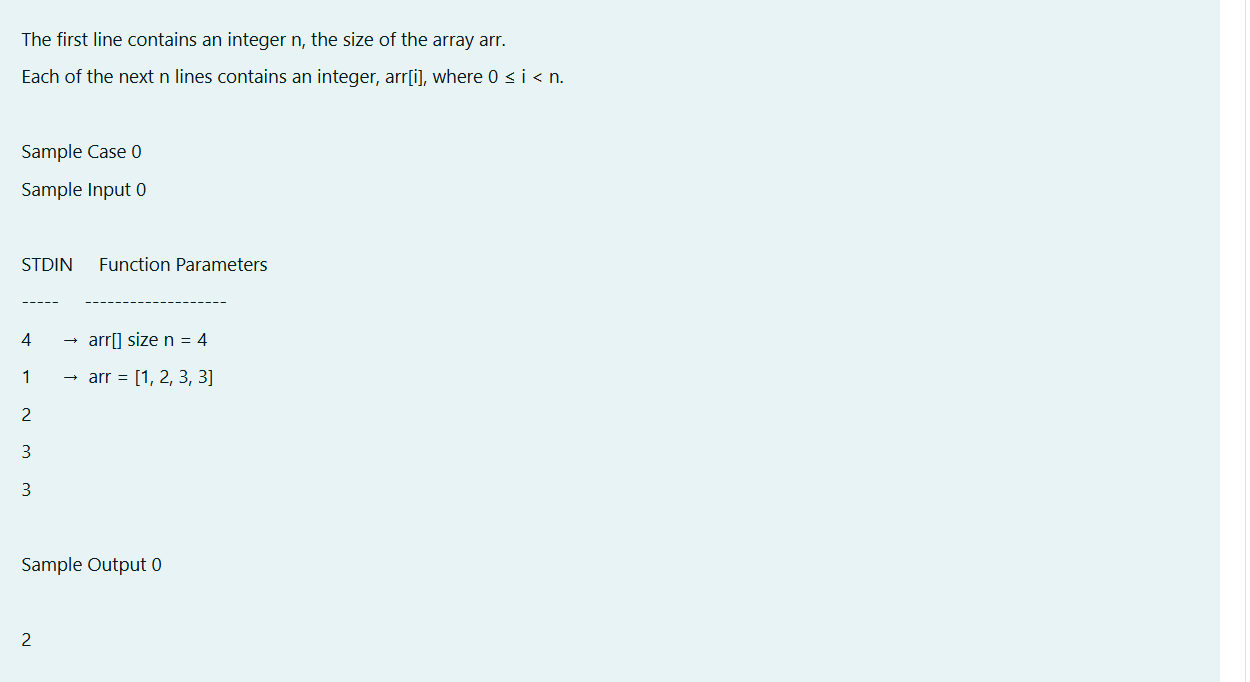 The first line contains an integer n, the size of the array arr.
Each of the next n lines contains an integer, arr[i], where 0 ≤ i < n.
Sample Case 0
Sample Input 0
STDIN Function Parameters
----- -------------------
4 → arr[] size n = 4
1 → arr = [1, 2, 3, 3]
2
3
3
Sample Output 0
2